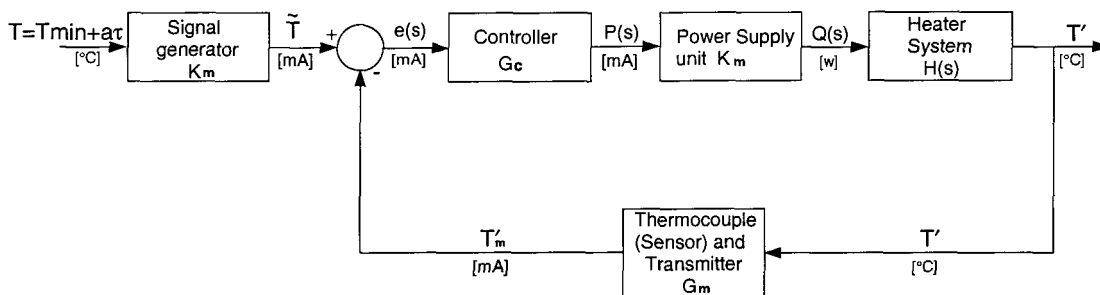 T=Tmin+aτ
[°C]
Signal
generator
Km
T̃
[mA]
+
-
e(s)
[mA]
Controller
Gc
P(s)
[mA]
Power Supply
unit Km
Q(s)
[w]
Heater
System
H(s)
T′
[°C]
Thermocouple
(Sensor) and
Transmitter
Gm
T′m
[mA]
T′
[°C]